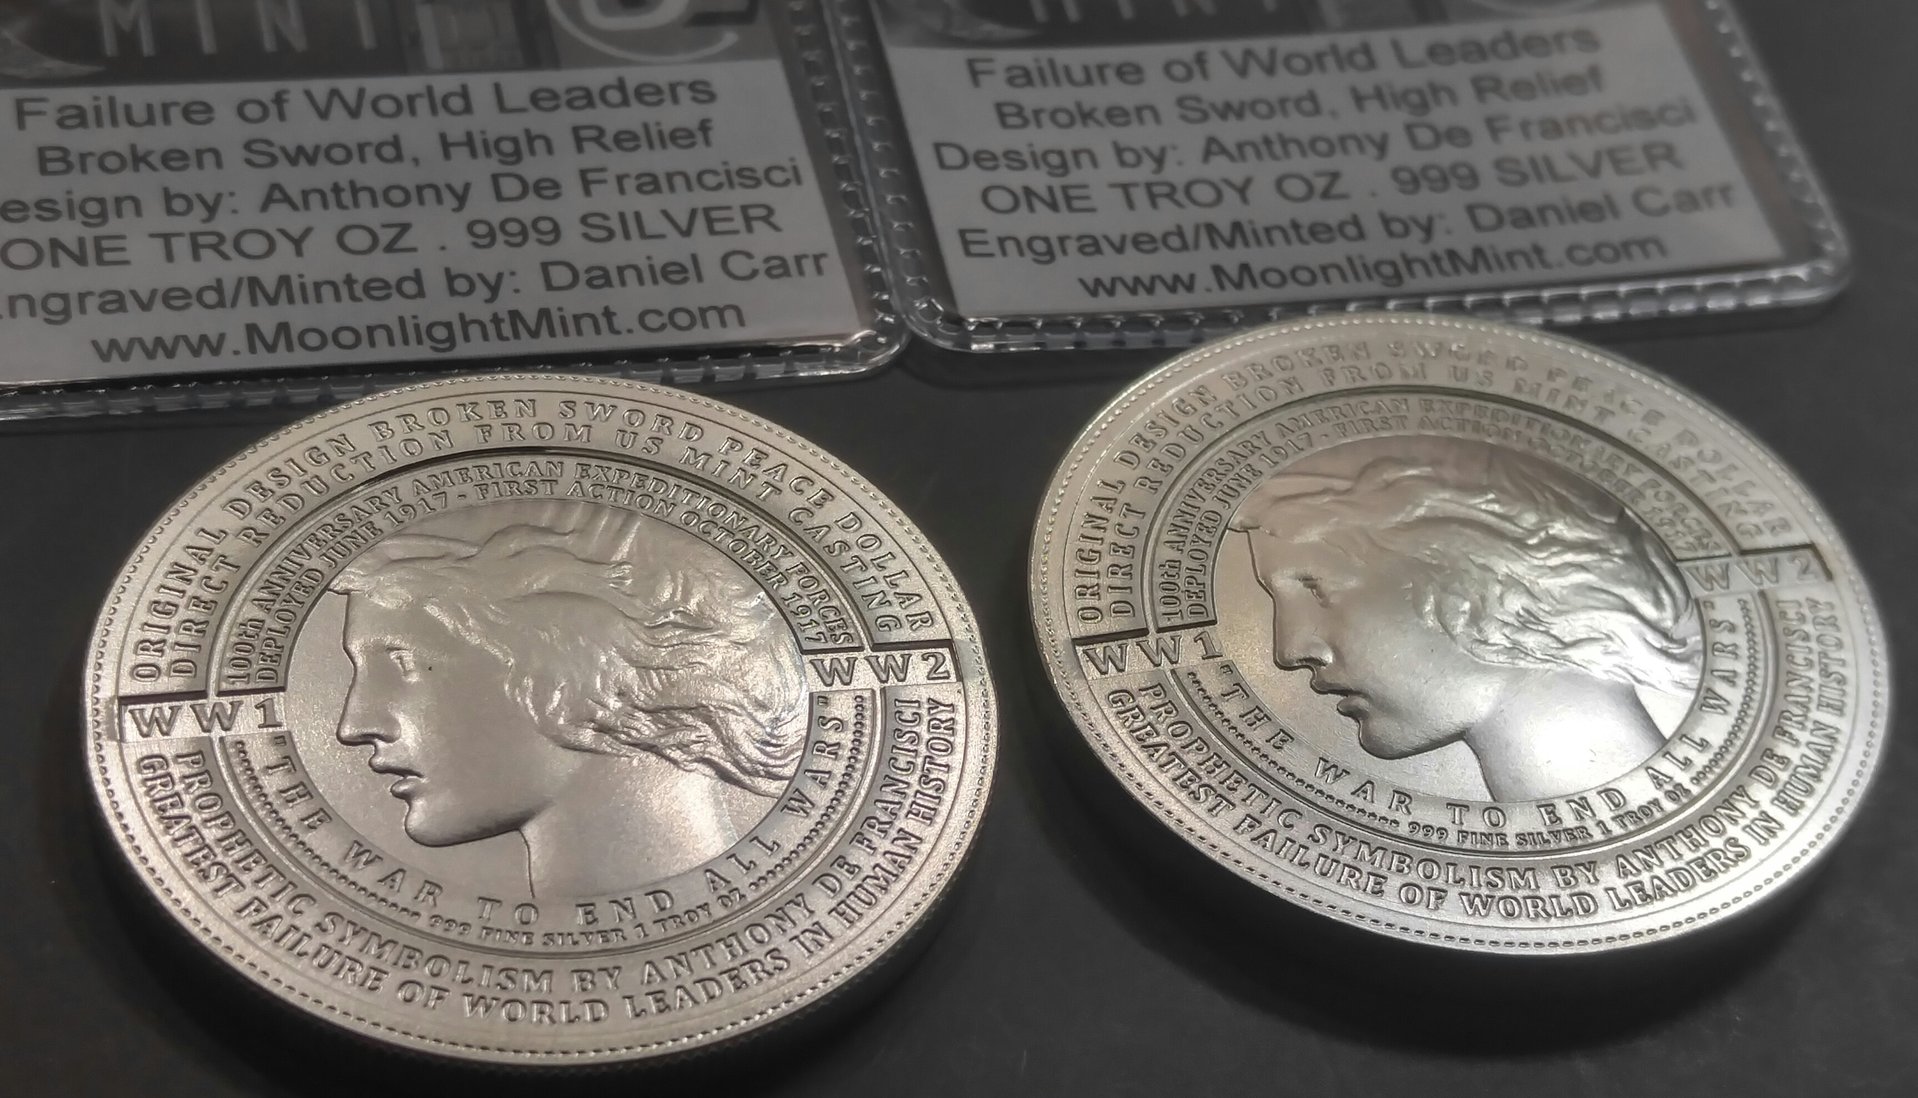 MINT
Failure of World Leaders
Broken Sword, High Relief
esign by: Anthony De Francisci
ONE TROY OZ . 999 SILVER
ngraved/Minted by: Daniel Carr
www.MoonlightMint.com
MINT
Failure of World Leaders
Broken Sword, High Relief
Design by: Anthony De Francisci
ONE TROY OZ . 999 SILVER
Engraved/Minted by: Daniel Carr
www.MoonlightMint.com
ORIGINAL DESIGN BROKEN SWORD PEACE DOLLAR
DIRECT REDUCTION FROM US MINT CASTING
100th ANNIVERSARY AMERICAN EXPEDITIONARY FORCES
DEPLOYED JUNE 1917 - FIRST ACTION OCTOBER 1917
WW1
WW2
"THE WAR TO END ALL WARS"
999 FINE SILVER 1 TROY OZ
PROPHETIC SYMBOLISM BY ANTHONY DE FRANCISCI
GREATEST FAILURE OF WORLD LEADERS IN HUMAN HISTORY
ORIGINAL DESIGN BROKEN SWORD PEACE DOLLAR
DIRECT REDUCTION FROM US MINT CASTING
100th ANNIVERSARY AMERICAN EXPEDITIONARY FORCES
DEPLOYED JUNE 1917 - FIRST ACTION OCTOBER 1917
WW1
WW2
"THE WAR TO END ALL WARS"
999 FINE SILVER 1 TROY OZ
PROPHETIC SYMBOLISM BY ANTHONY DE FRANCISCI
GREATEST FAILURE OF WORLD LEADERS IN HUMAN HISTORY